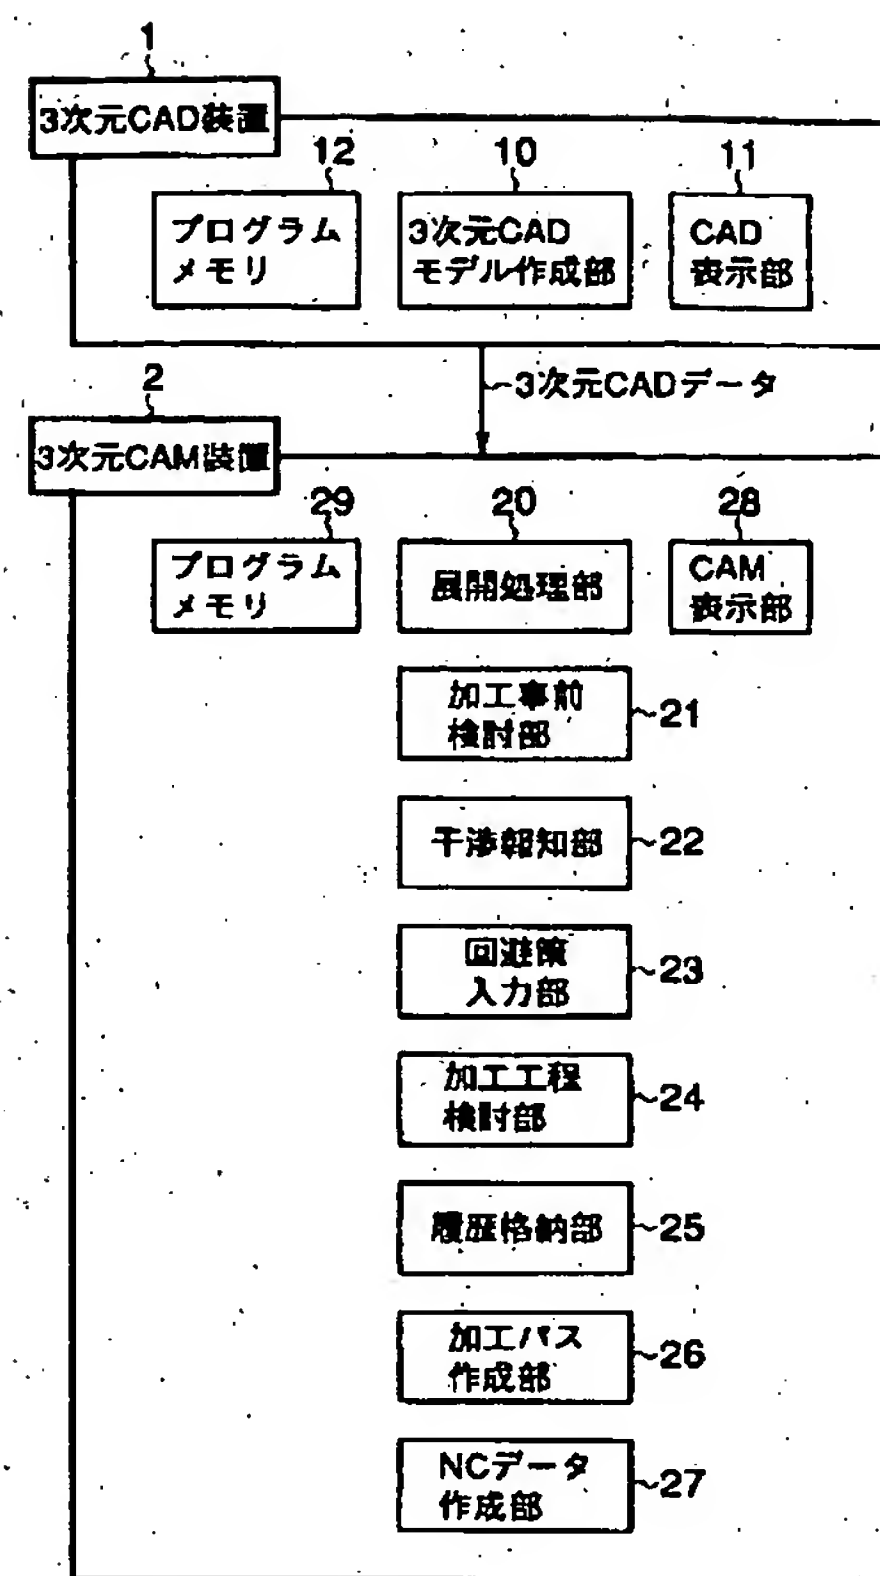 1
3次元CAD装置
12
プログラム
メモリ
10
3次元CAD
モデル作成部
11
CAD
表示部
3次元CADデータ
2
3次元CAM装置
29
プログラム
メモリ
20
展開処理部
28
CAM
表示部
加工事前
検討部
21
干渉報知部
22
回避策
入力部
23
加工工程
検討部
24
履歴格納部
25
加工パス
作成部
26
NCデータ
作成部
27